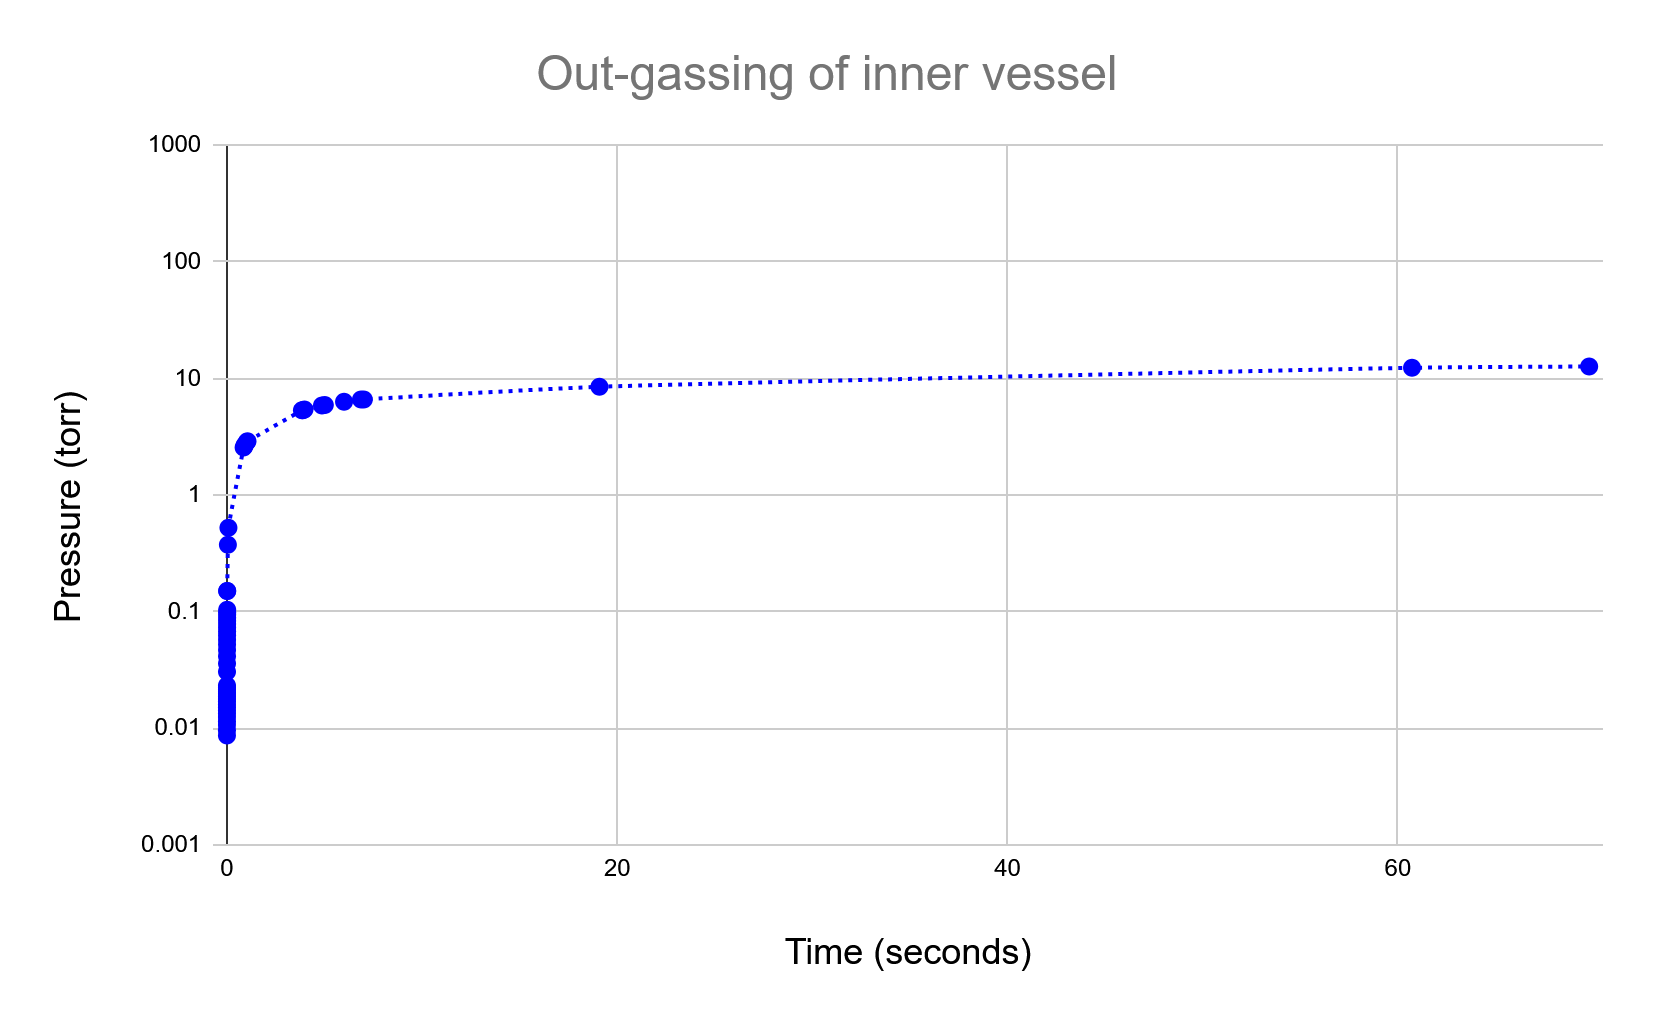 Out-gassing of inner vessel
1000
100
10
1
0.1
0.01
0.001
Pressure (torr)
0 20 40 60
Time (seconds)